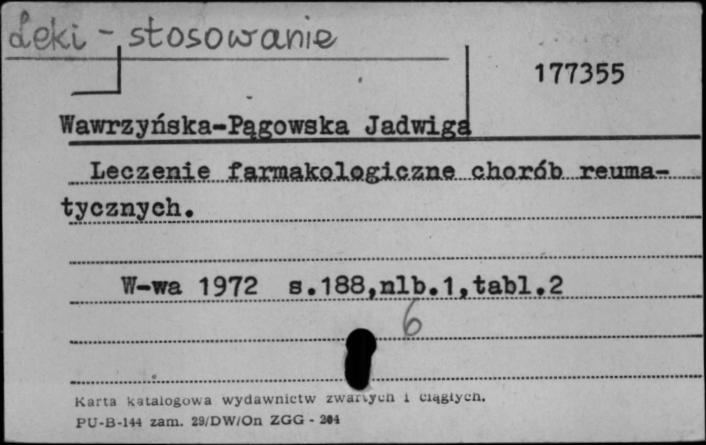 Leki - stosowanie
177355
Wawrzyńska-Pągowska Jadwiga
Leczenie farmakologiczne chorób reuma-
tycznych.
W-wa 1972 s.188,nlb.1,tabl.2
6
Karta katalogowa wydawnictw zwartych i ciągłych.
PU-B-144 zam. 29/DW/On ZGG - 204